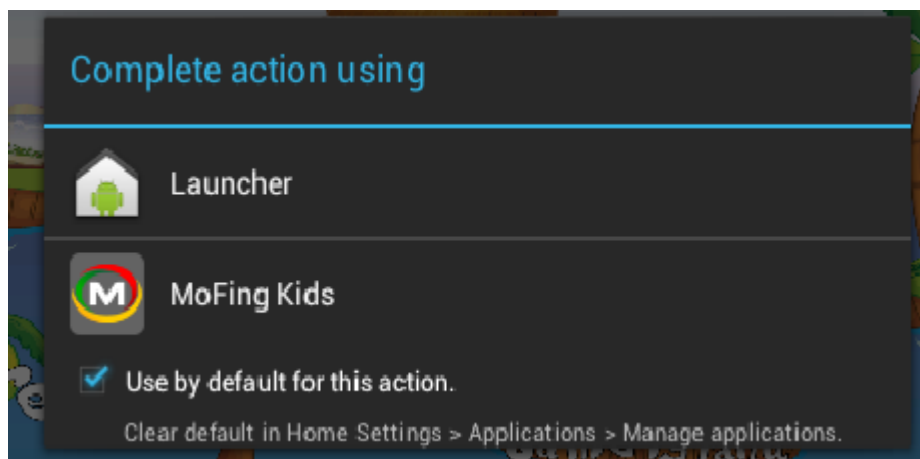 Complete action using
Launcher
M
MoFing Kids
Use by default for this action.
Clear default in Home Settings > Applications > Manage applications.